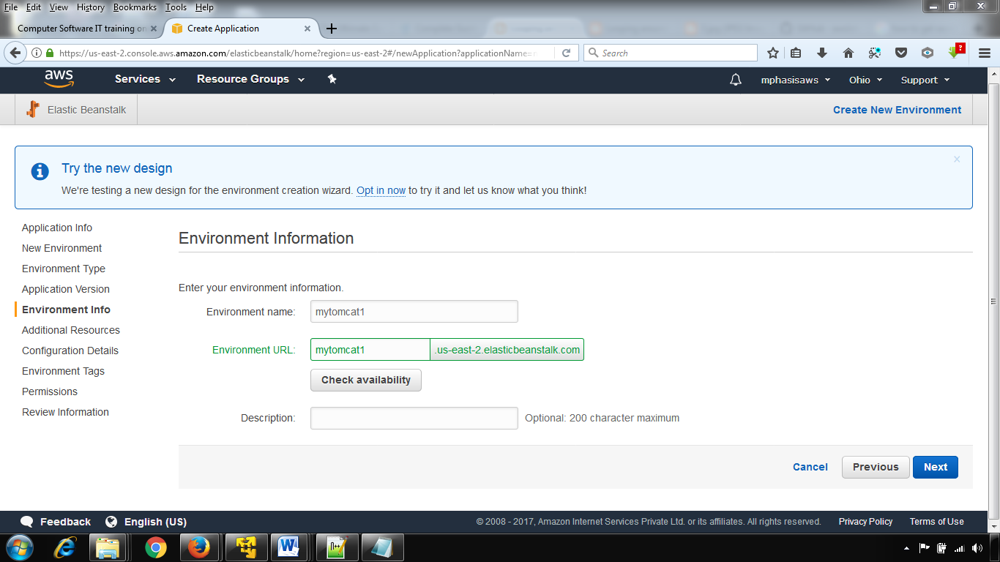 File Edit View History Bookmarks Tools Help
Computer Software IT training on
Create Application
https://us-east-2.console.aws.amazon.com/elasticbeanstalk/home?region=us-east-2#/newApplication?applicationName=
Search
aws Services Resource Groups mphasisaws Ohio Support
Elastic Beanstalk Create New Environment
Try the new design
We're testing a new design for the environment creation wizard. Opt in now to try it and let us know what you think!
Application Info
New Environment
Environment Type
Application Version
Environment Info
Additional Resources
Configuration Details
Environment Tags
Permissions
Review Information
Environment Information
Enter your environment information.
Environment name: mytomcat1
Environment URL: mytomcat1 .us-east-2.elasticbeanstalk.com
Check availability
Description: Optional: 200 character maximum
Cancel Previous Next
Feedback English (US) © 2008 - 2017, Amazon Internet Services Private Ltd. or its affiliates. All rights reserved. Privacy Policy Terms of Use